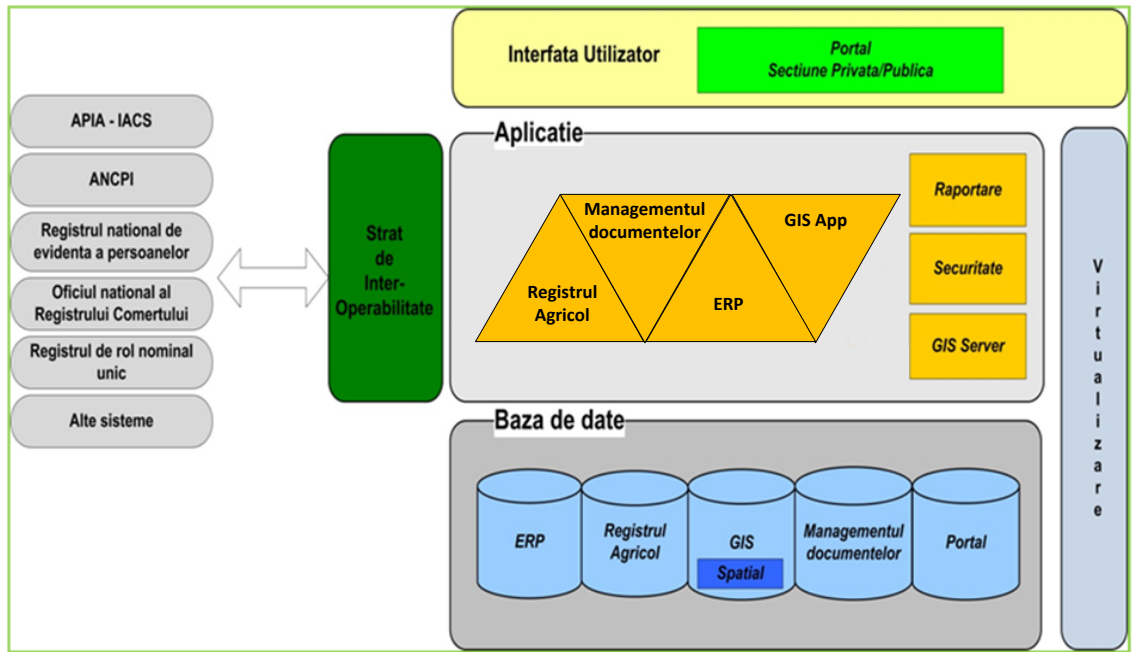 Interfata Utilizator
Portal
Sectiune Privata/Publica
APIA - IACS
ANCPI
Registrul national de
evidenta a persoanelor
Oficiul national al
Registrului Comertului
Registrul de rol nominal
unic
Alte sisteme
Strat
de
Inter-
Operabilitate
Aplicatie
Managementul
documentelor
GIS App
Registrul
Agricol
ERP
Raportare
Securitate
GIS Server
Baza de date
ERP
Registrul
Agricol
GIS
Spatial
Managementul
documentelor
Portal
V
i
r
t
u
a
l
i
z
a
r
e